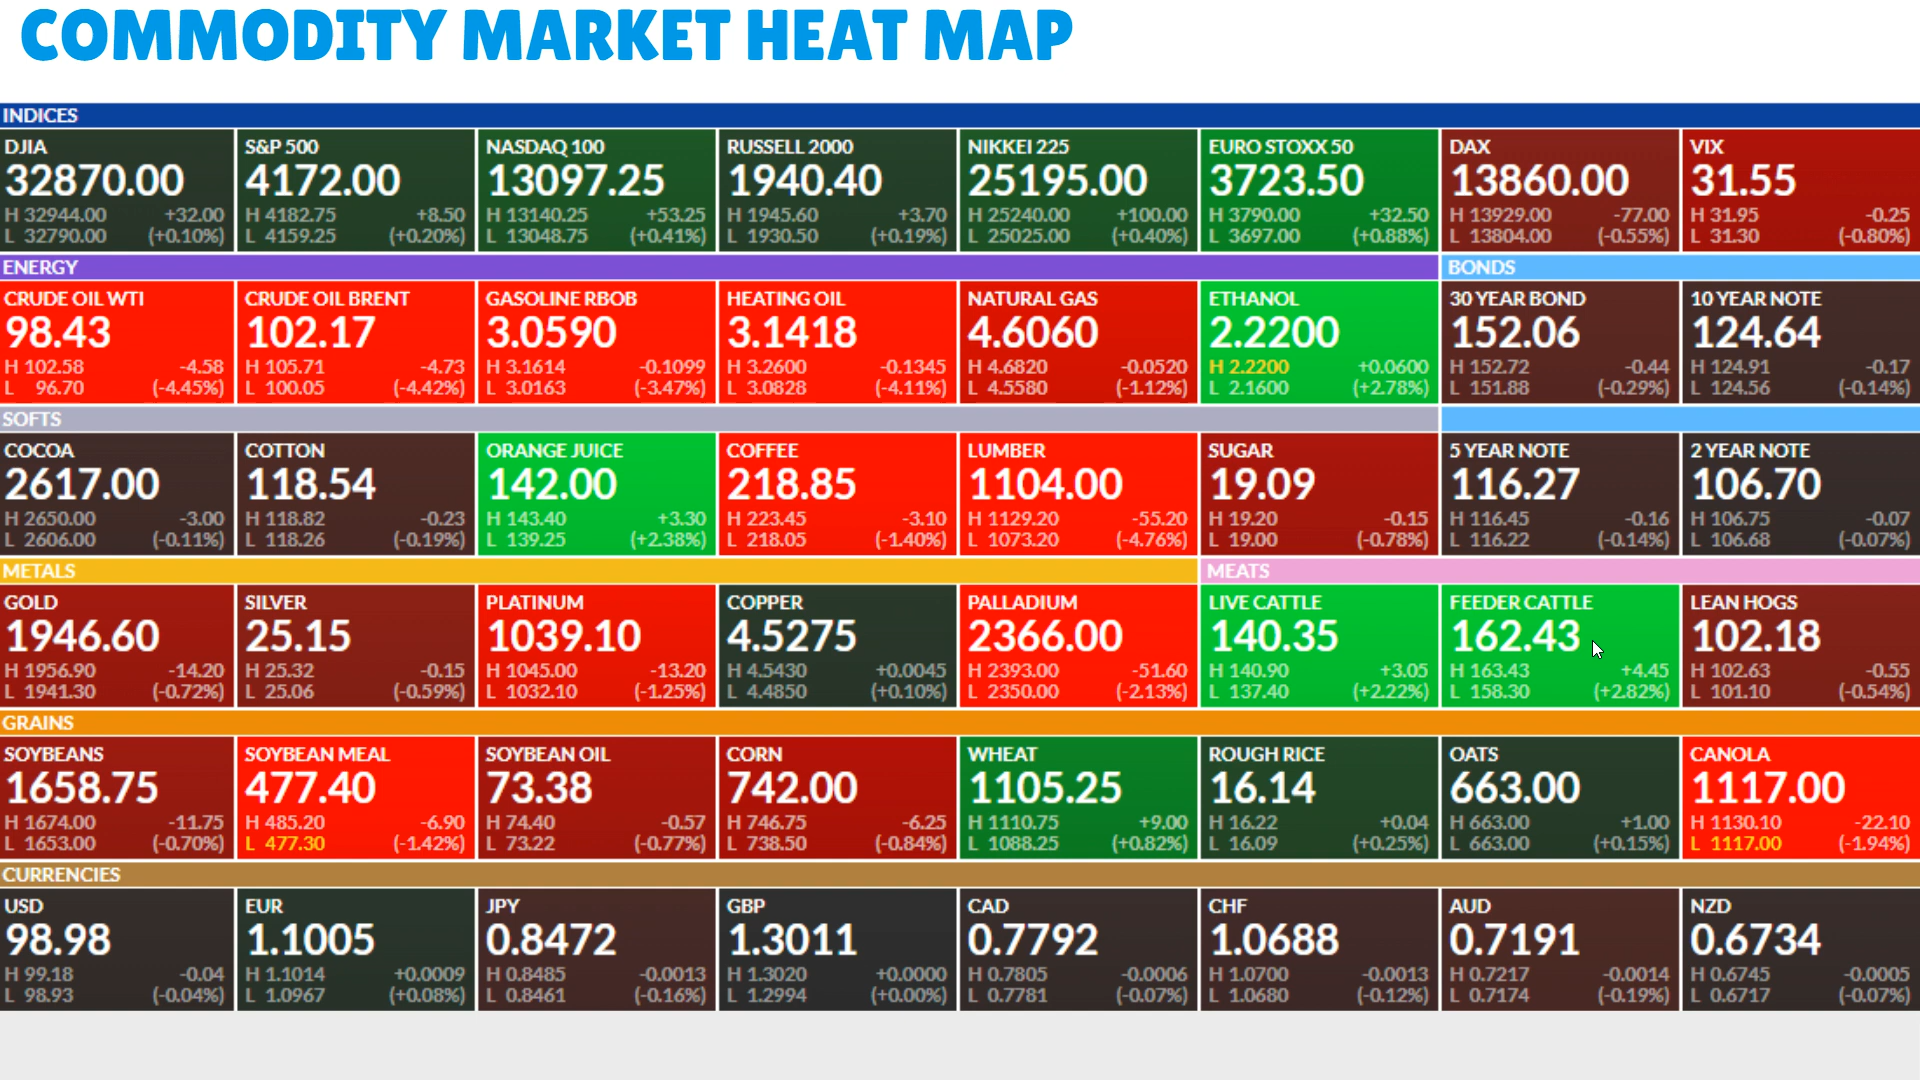 COMMODITY MARKET HEAT MAP
INDICES
DJIA
32870.00
H 32944.00 +32.00
L 32790.00 (+0.10%)
S&P 500
4172.00
H 4182.75 +8.50
L 4159.25 (+0.20%)
NASDAQ 100
13097.25
H 13140.25 +53.25
L 13048.75 (+0.41%)
RUSSELL 2000
1940.40
H 1945.60 +3.70
L 1930.50 (+0.19%)
NIKKEI 225
25195.00
H 25240.00 +100.00
L 25025.00 (+0.40%)
EURO STOXX 50
3723.50
H 3790.00 +32.50
L 3697.00 (+0.88%)
DAX
13860.00
H 13929.00 -77.00
L 13804.00 (-0.55%)
VIX
31.55
H 31.95 -0.25
L 31.30 (-0.80%)
ENERGY
BONDS
CRUDE OIL WTI
98.43
H 102.58 -4.58
L 96.70 (-4.45%)
CRUDE OIL BRENT
102.17
H 105.71 -4.73
L 100.05 (-4.42%)
GASOLINE RBOB
3.0590
H 3.1614 -0.1099
L 3.0163 (-3.47%)
HEATING OIL
3.1418
H 3.2600 -0.1345
L 3.0828 (-4.11%)
NATURAL GAS
4.6060
H 4.6820 -0.0520
L 4.5580 (-1.12%)
ETHANOL
2.2200
H 2.2200 +0.0600
L 2.1600 (+2.78%)
30 YEAR BOND
152.06
H 152.72 -0.44
L 151.88 (-0.29%)
10 YEAR NOTE
124.64
H 124.91 -0.17
L 124.56 (-0.14%)
SOFTS
COCOA
2617.00
H 2650.00 -3.00
L 2606.00 (-0.11%)
COTTON
118.54
H 118.82 -0.23
L 118.26 (-0.19%)
ORANGE JUICE
142.00
H 143.40 +3.30
L 139.25 (+2.38%)
COFFEE
218.85
H 223.45 -3.10
L 218.05 (-1.40%)
LUMBER
1104.00
H 1129.20 -55.20
L 1073.20 (-4.76%)
SUGAR
19.09
H 19.20 -0.15
L 19.00 (-0.78%)
5 YEAR NOTE
116.27
H 116.45 -0.16
L 116.22 (-0.14%)
2 YEAR NOTE
106.70
H 106.75 -0.07
L 106.68 (-0.07%)
METALS
MEATS
GOLD
1946.60
H 1956.90 -14.20
L 1941.30 (-0.72%)
SILVER
25.15
H 25.32 -0.15
L 25.06 (-0.59%)
PLATINUM
1039.10
H 1045.00 -13.20
L 1032.10 (-1.25%)
COPPER
4.5275
H 4.5430 +0.0045
L 4.4850 (+0.10%)
PALLADIUM
2366.00
H 2393.00 -51.60
L 2350.00 (-2.13%)
LIVE CATTLE
140.35
H 140.90 +3.05
L 137.40 (+2.22%)
FEEDER CATTLE
162.43
H 163.43 +4.45
L 158.30 (+2.82%)
LEAN HOGS
102.18
H 102.63 -0.55
L 101.10 (-0.54%)
GRAINS
SOYBEANS
1658.75
H 1674.00 -11.75
L 1653.00 (-0.70%)
SOYBEAN MEAL
477.40
H 485.20 -6.90
L 477.30 (-1.42%)
SOYBEAN OIL
73.38
H 74.40 -0.57
L 73.22 (-0.77%)
CORN
742.00
H 746.75 -6.25
L 738.50 (-0.84%)
WHEAT
1105.25
H 1110.75 +9.00
L 1088.25 (+0.82%)
ROUGH RICE
16.14
H 16.22 +0.04
L 16.09 (+0.25%)
OATS
663.00
H 663.00 +1.00
L 663.00 (+0.15%)
CANOLA
1117.00
H 1130.10 -22.10
L 1117.00 (-1.94%)
CURRENCIES
USD
98.98
H 99.18 -0.04
L 98.93 (-0.04%)
EUR
1.1005
H 1.1014 +0.0009
L 1.0967 (+0.08%)
JPY
0.8472
H 0.8485 -0.0013
L 0.8461 (-0.16%)
GBP
1.3011
H 1.3020 +0.0000
L 1.2994 (+0.00%)
CAD
0.7792
H 0.7805 -0.0006
L 0.7781 (-0.07%)
CHF
1.0688
H 1.0700 -0.0013
L 1.0680 (-0.12%)
AUD
0.7191
H 0.7217 -0.0014
L 0.7174 (-0.19%)
NZD
0.6734
H 0.6745 -0.0005
L 0.6717 (-0.07%)